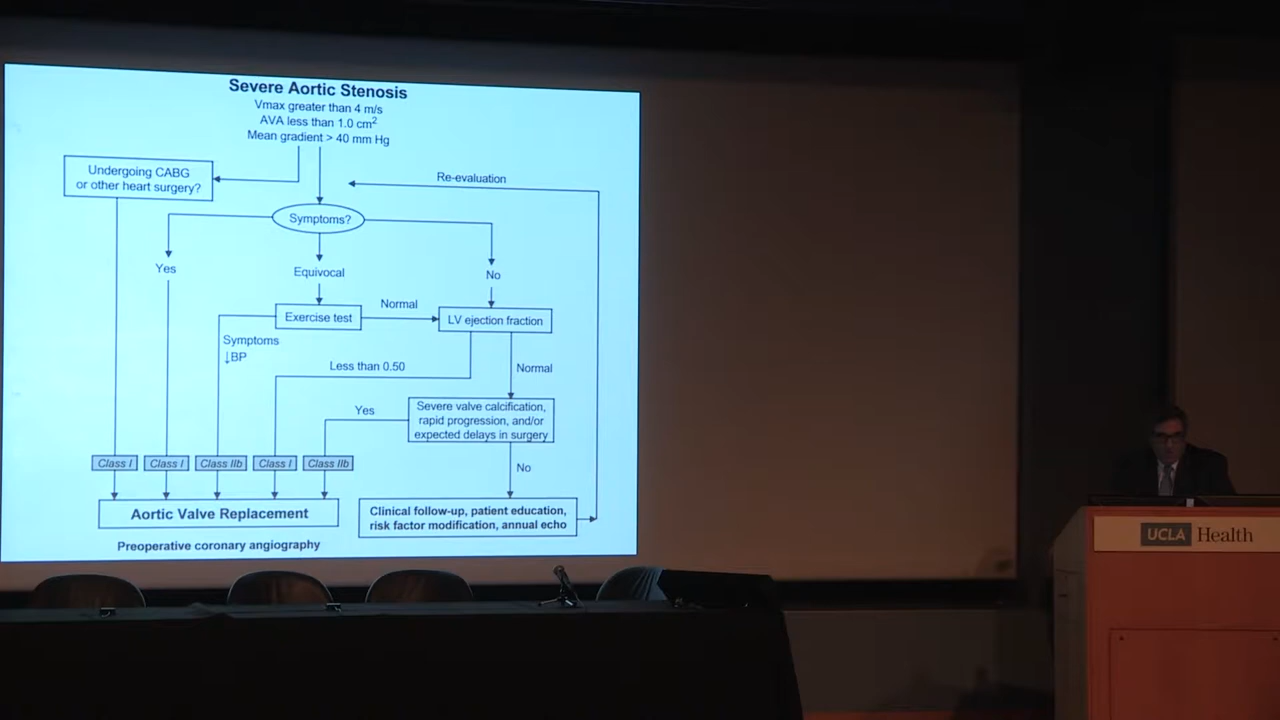 Severe Aortic Stenosis
Vmax greater than 4 m/s
AVA less than 1.0 cm²
Mean gradient > 40 mm Hg
Undergoing CABG
or other heart surgery?
Re-evaluation
Symptoms?
Yes
Equivocal
No
Exercise test
Normal
LV ejection fraction
Symptoms
↓BP
Less than 0.50
Normal
Yes
Severe valve calcification,
rapid progression, and/or
expected delays in surgery
Class I
Class I
Class IIb
Class I
Class IIb
No
Aortic Valve Replacement
Clinical follow-up, patient education,
risk factor modification, annual echo
Preoperative coronary angiography
UCLA Health